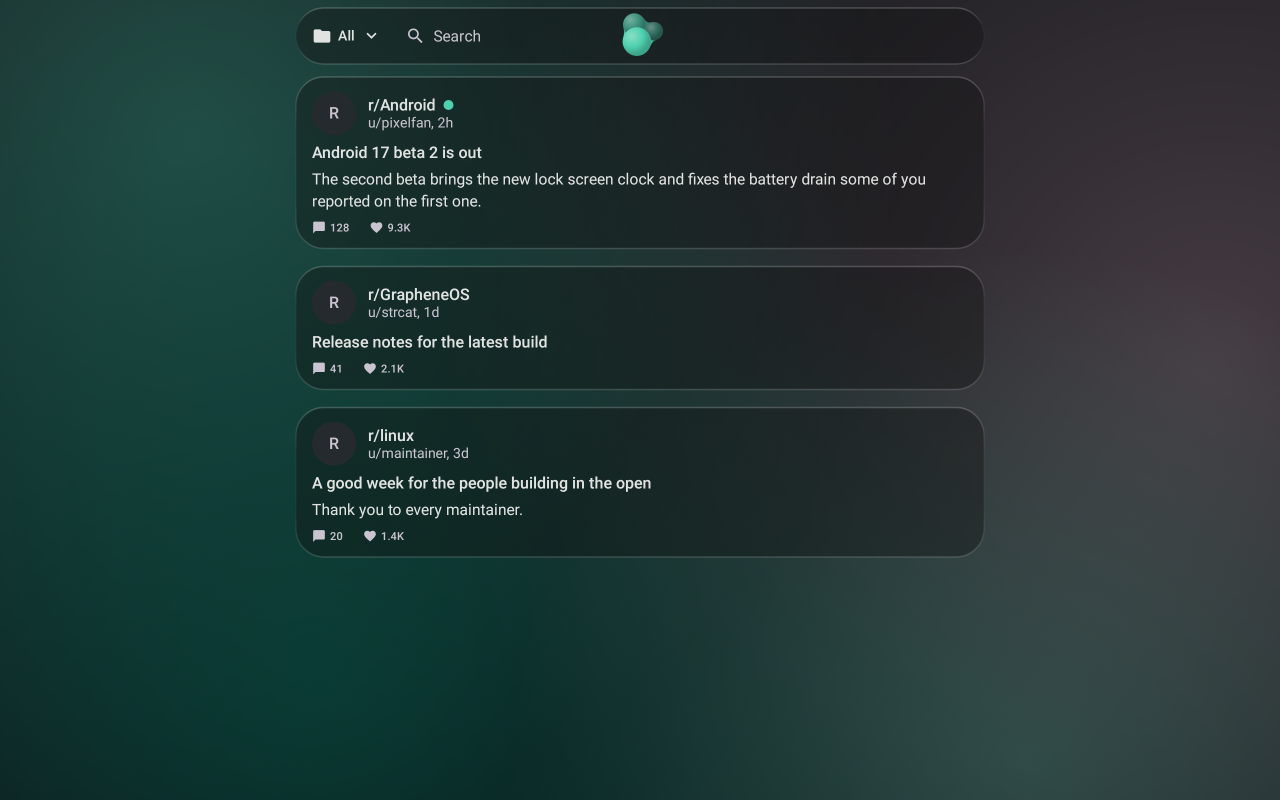 All
Search
R
r/Android
u/pixelfan, 2h
Android 17 beta 2 is out
The second beta brings the new lock screen clock and fixes the battery drain some of you
reported on the first one.
128 9.3K
R
r/GrapheneOS
u/strcat, 1d
Release notes for the latest build
41 2.1K
R
r/linux
u/maintainer, 3d
A good week for the people building in the open
Thank you to every maintainer.
20 1.4K